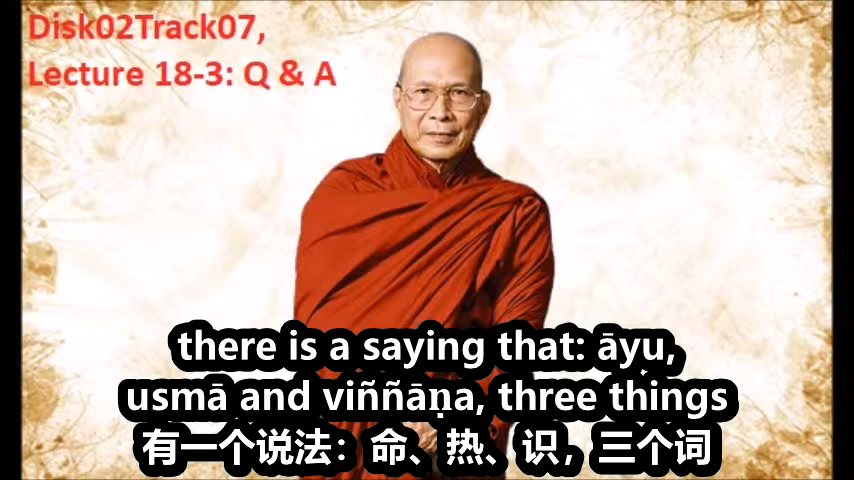 Disk02Track07,
Lecture 18-3: Q & A
there is a saying that: āyu,
usmā and viññāṇa, three things
有一个说法：命、热、识，三个词